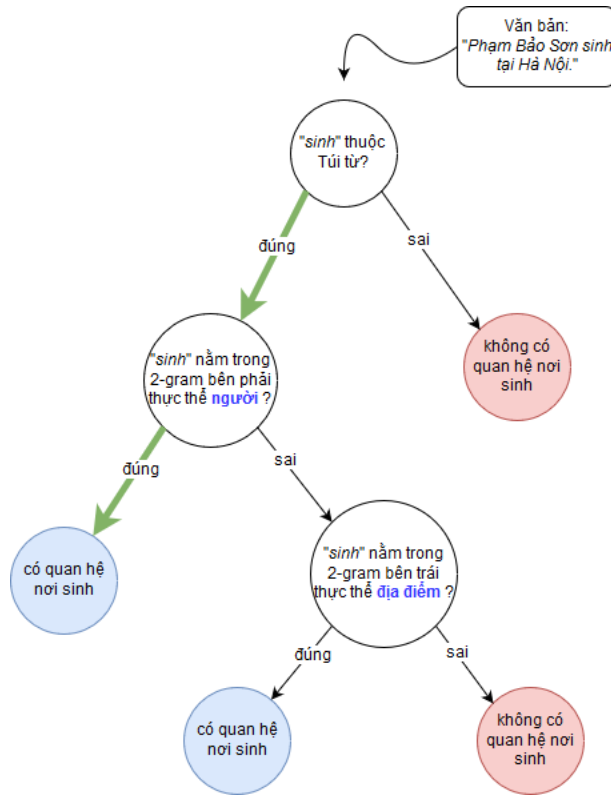 Văn bản:
"Phạm Bảo Sơn sinh
tại Hà Nội."
"sinh" thuộc
Túi từ?
đúng
sai
"sinh" nằm trong
2-gram bên phải
thực thể người ?
không có
quan hệ nơi
sinh
đúng
sai
có quan hệ
nơi sinh
"sinh" nằm trong
2-gram bên trái
thực thể địa điểm ?
đúng
sai
có quan hệ
nơi sinh
không có
quan hệ nơi
sinh